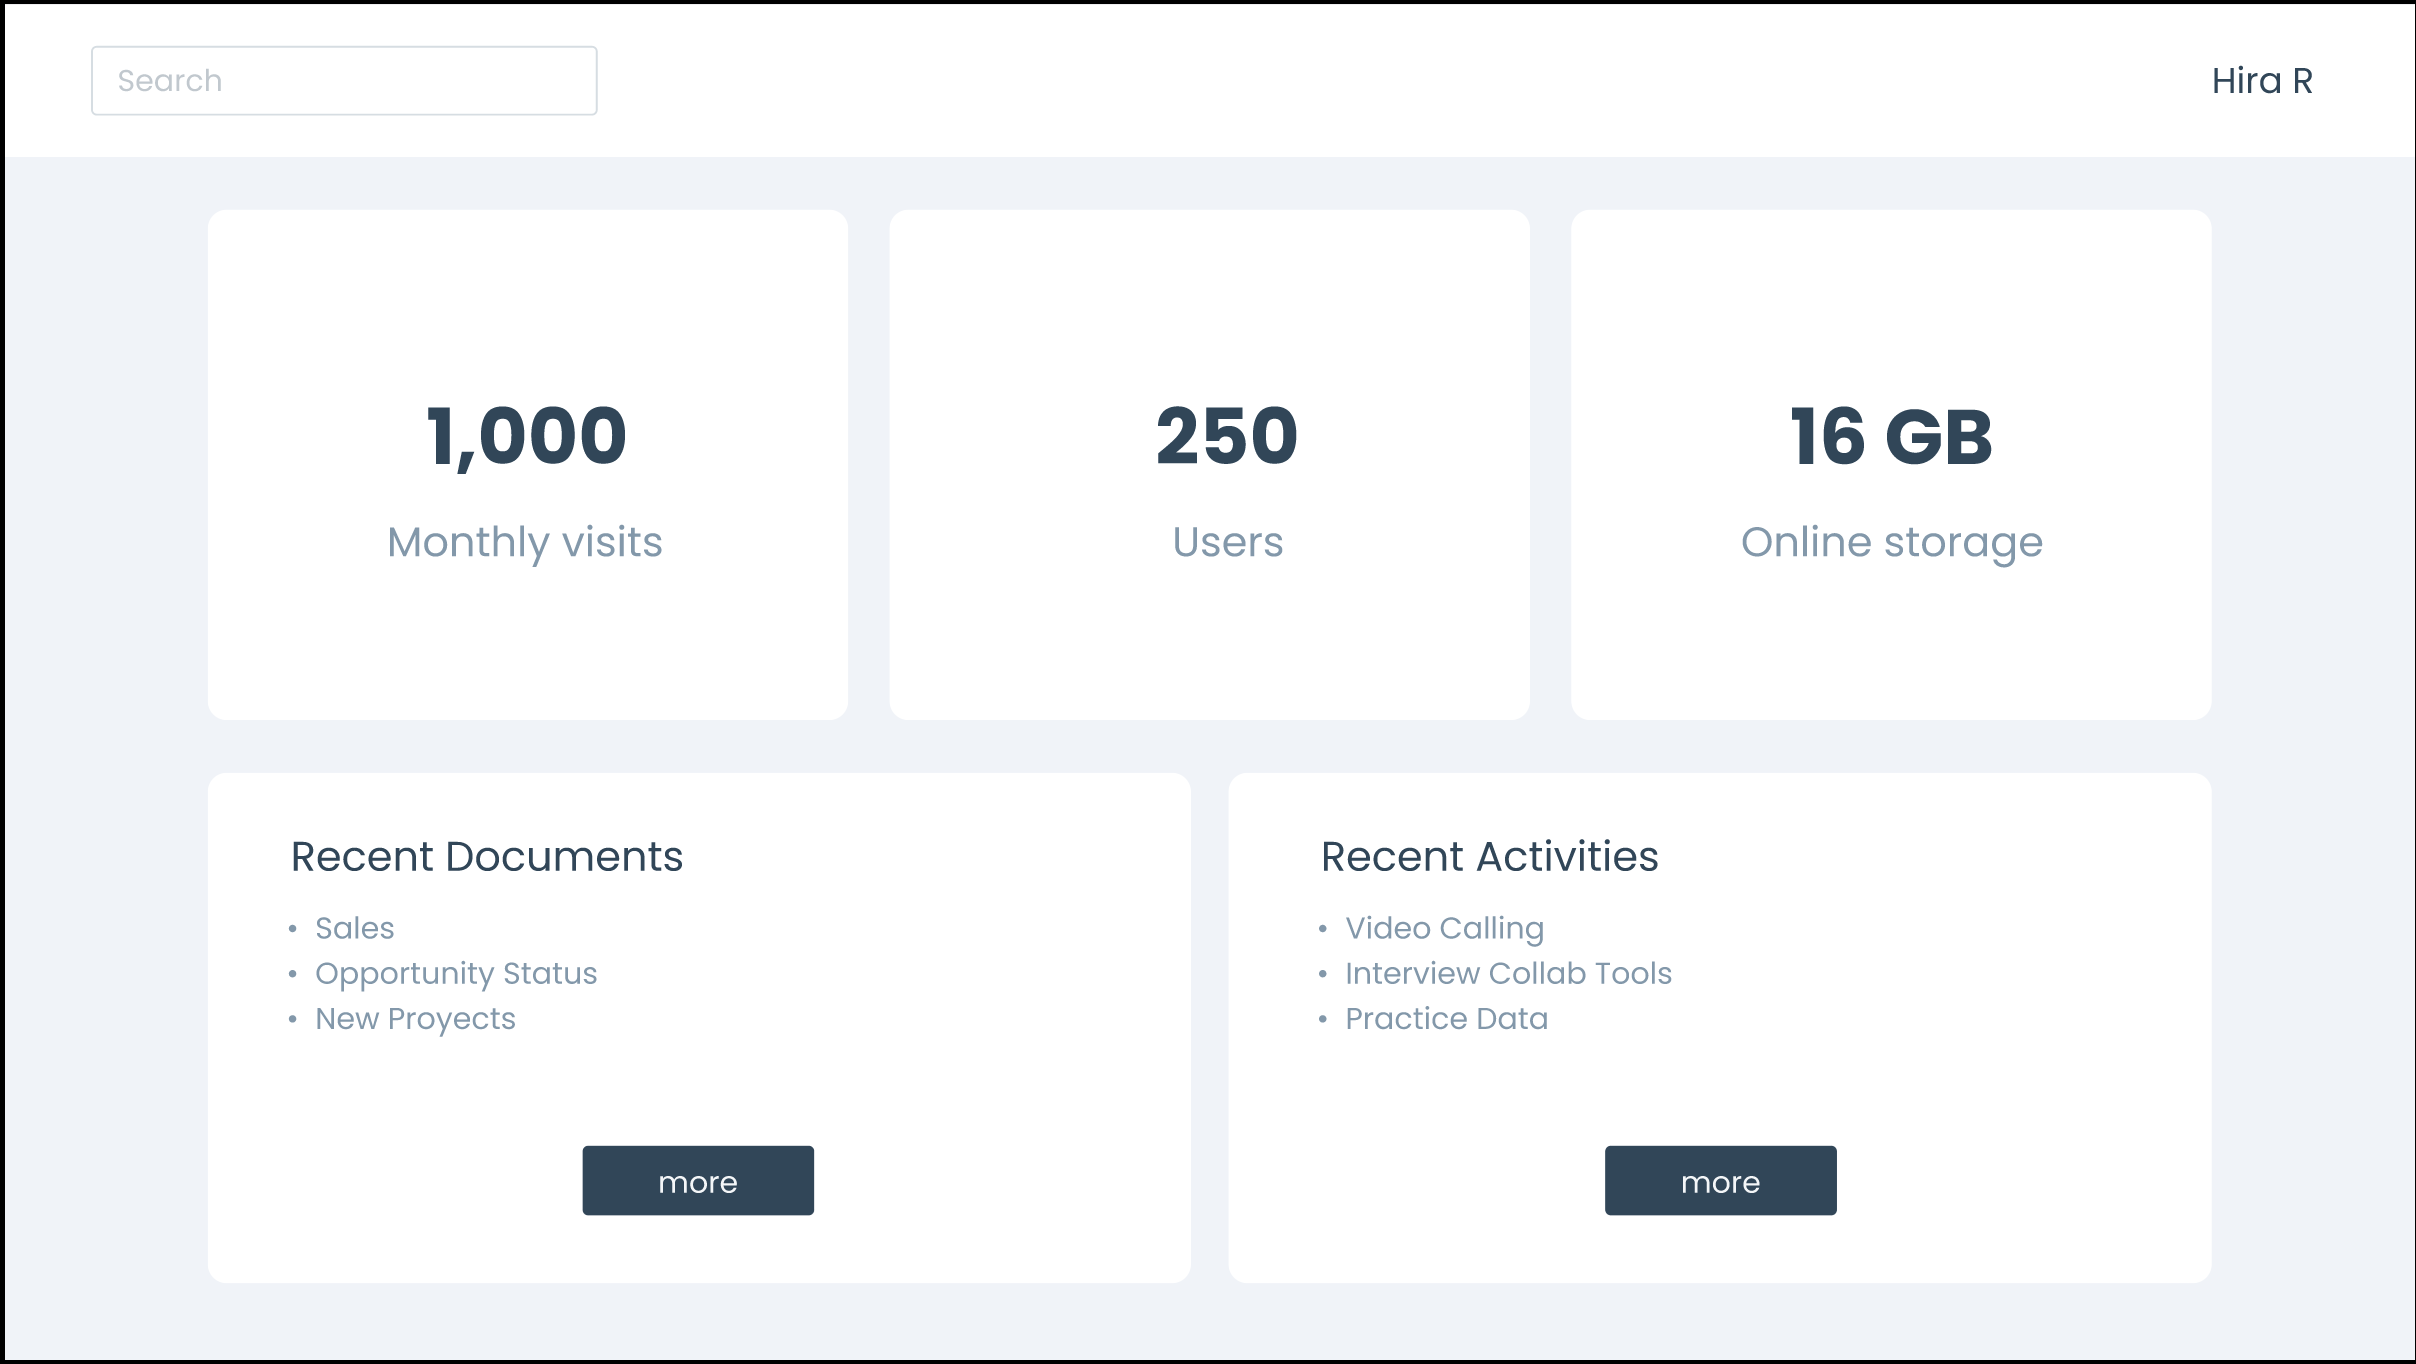 Search
Hira R
1,000
Monthly visits
250
Users
16 GB
Online storage
Recent Documents
• Sales
• Opportunity Status
• New Proyects
more
Recent Activities
• Video Calling
• Interview Collab Tools
• Practice Data
more